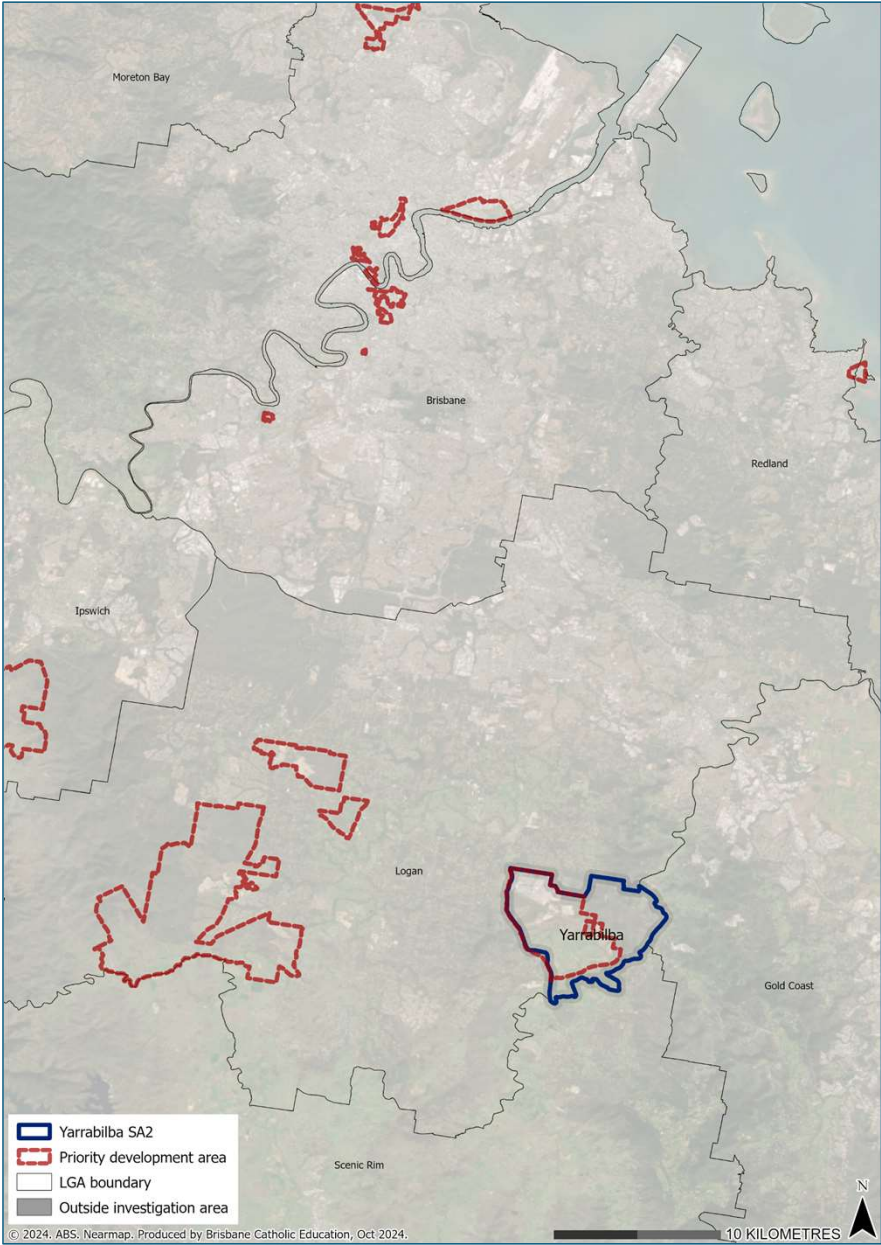 Moreton Bay
Brisbane
Redland
Ipswich
Logan
Yarrabilba
Gold Coast
Scenic Rim
Yarrabilba SA2
Priority development area
LGA boundary
Outside investigation area
N
© 2024. ABS. Nearmap. Produced by Brisbane Catholic Education, Oct 2024.
10 KILOMETRES